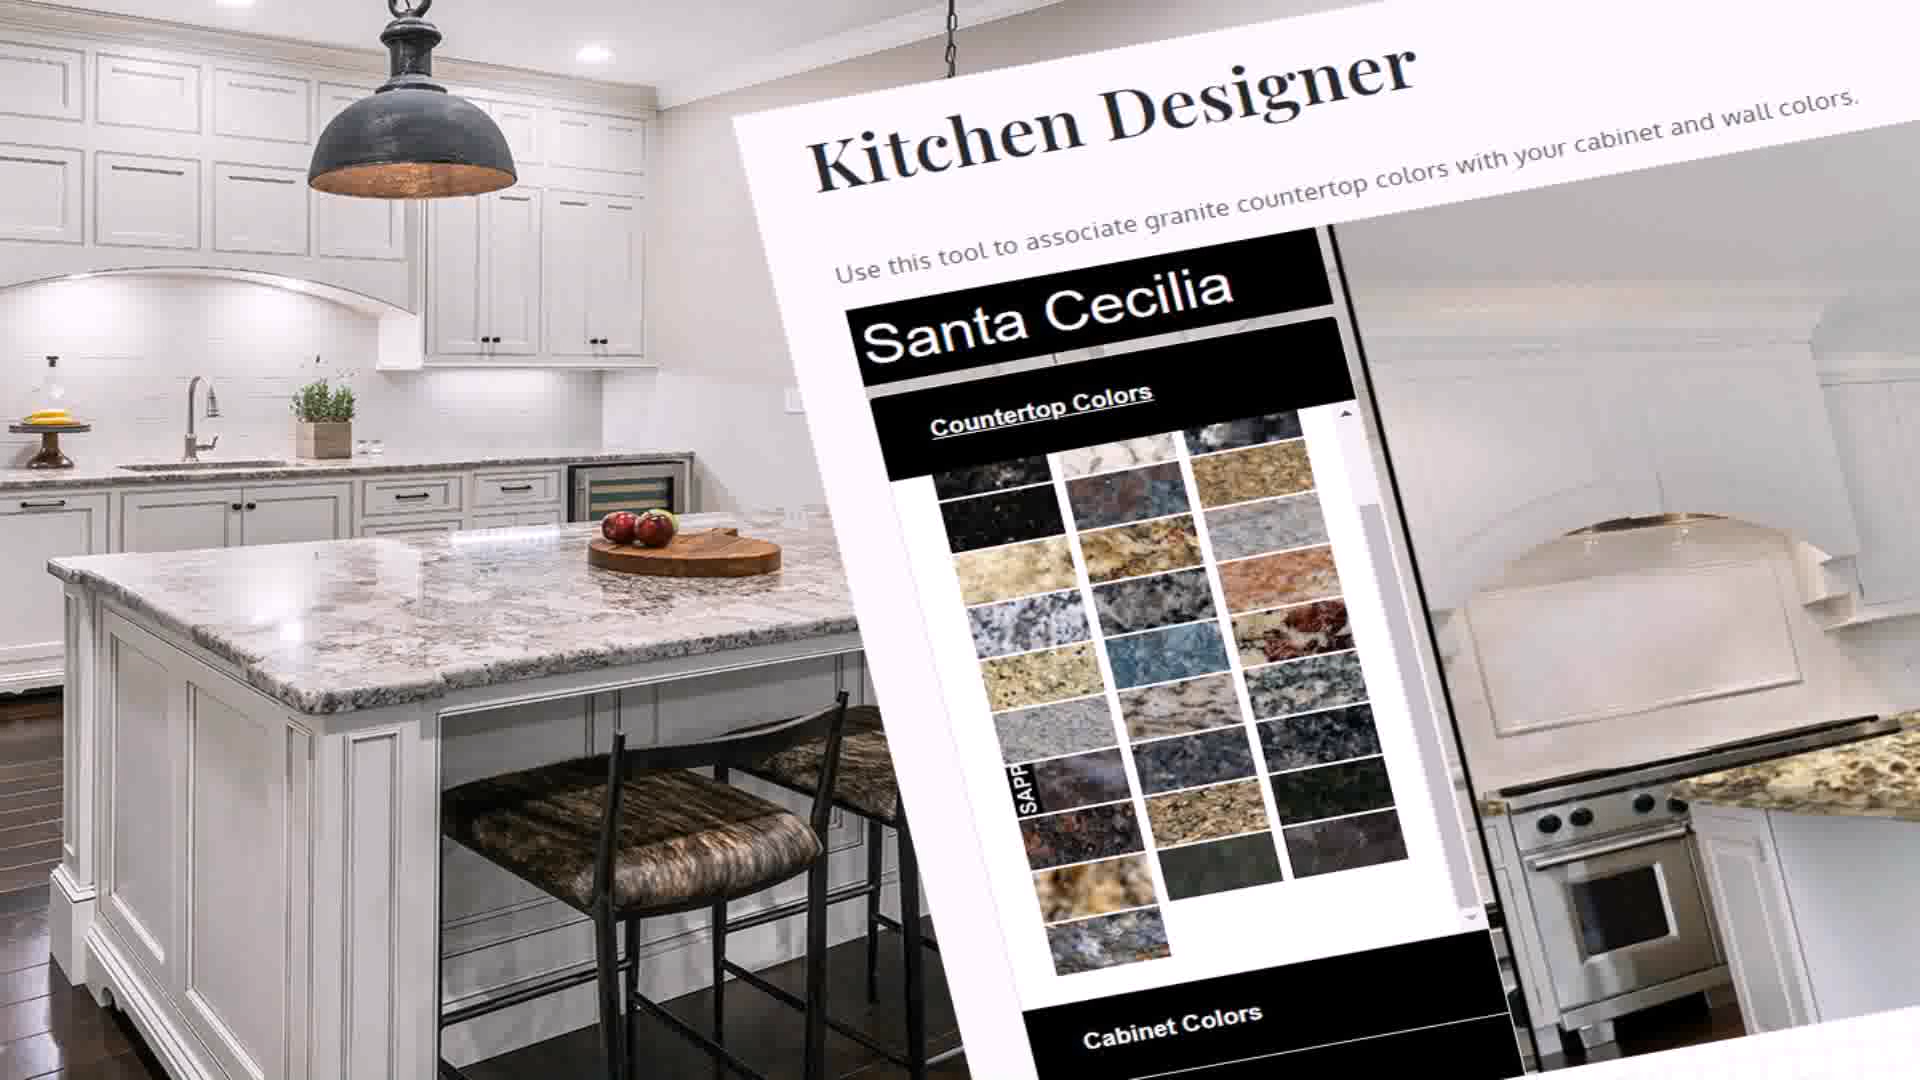 Kitchen Designer
Use this tool to associate granite countertop colors with your cabinet and wall colors.
Santa Cecilia
Countertop Colors
SAPP
Cabinet Colors